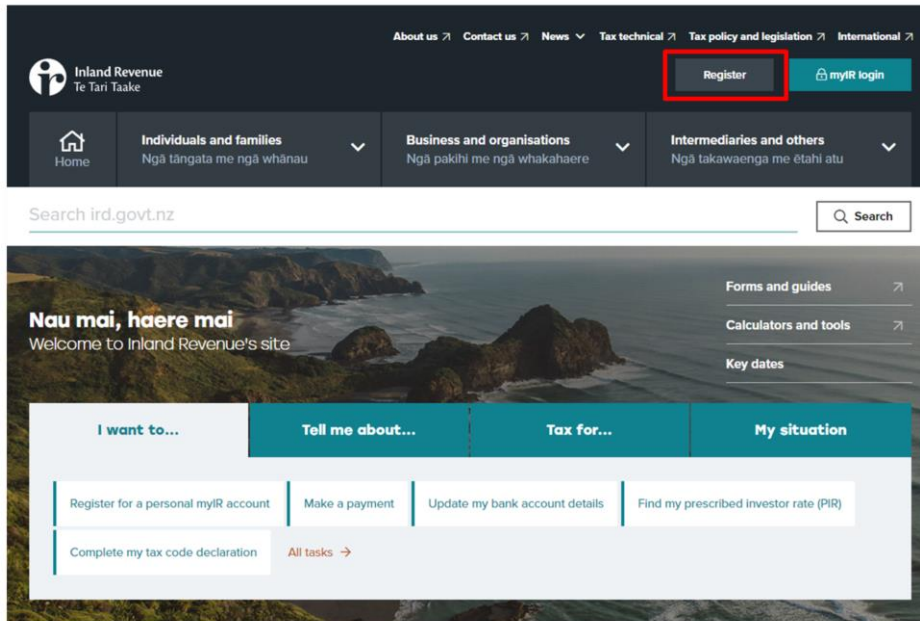 About us Contact us News Tax technical Tax policy and legislation International
Inland Revenue
Te Tari Taake
Register
myIR login
Home
Individuals and families
Ngā tāngata me ngā whānau
Business and organisations
Ngā pakihi me ngā whakahaere
Intermediaries and others
Ngā takawaenga me ētahi atu
Search ird.govt.nz
Search
Nau mai, haere mai
Welcome to Inland Revenue's site
Forms and guides
Calculators and tools
Key dates
I want to...
Tell me about...
Tax for...
My situation
Register for a personal myIR account
Make a payment
Update my bank account details
Find my prescribed investor rate (PIR)
Complete my tax code declaration
All tasks →